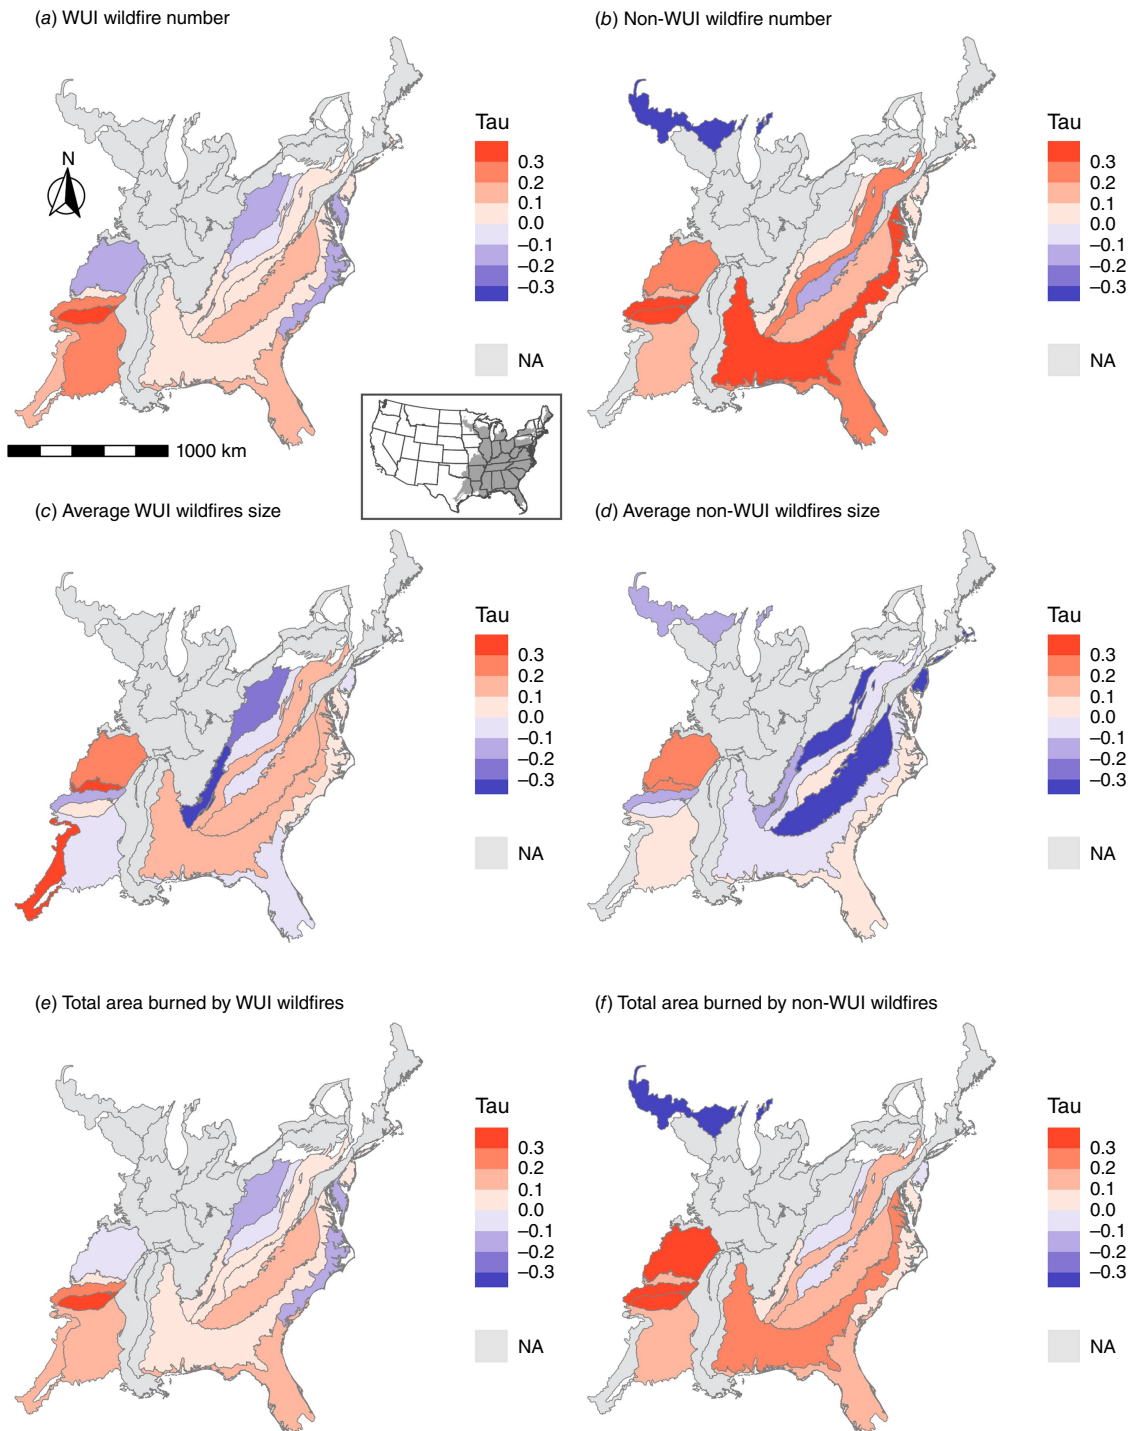 (a) WUI wildfire number
N
Tau
0.3
0.2
0.1
0.0
–0.1
–0.2
–0.3
NA
1000 km
(b) Non-WUI wildfire number
Tau
0.3
0.2
0.1
0.0
–0.1
–0.2
–0.3
NA
(c) Average WUI wildfires size
Tau
0.3
0.2
0.1
0.0
–0.1
–0.2
–0.3
NA
(d) Average non-WUI wildfires size
Tau
0.3
0.2
0.1
0.0
–0.1
–0.2
–0.3
NA
(e) Total area burned by WUI wildfires
Tau
0.3
0.2
0.1
0.0
–0.1
–0.2
–0.3
NA
(f) Total area burned by non-WUI wildfires
Tau
0.3
0.2
0.1
0.0
–0.1
–0.2
–0.3
NA